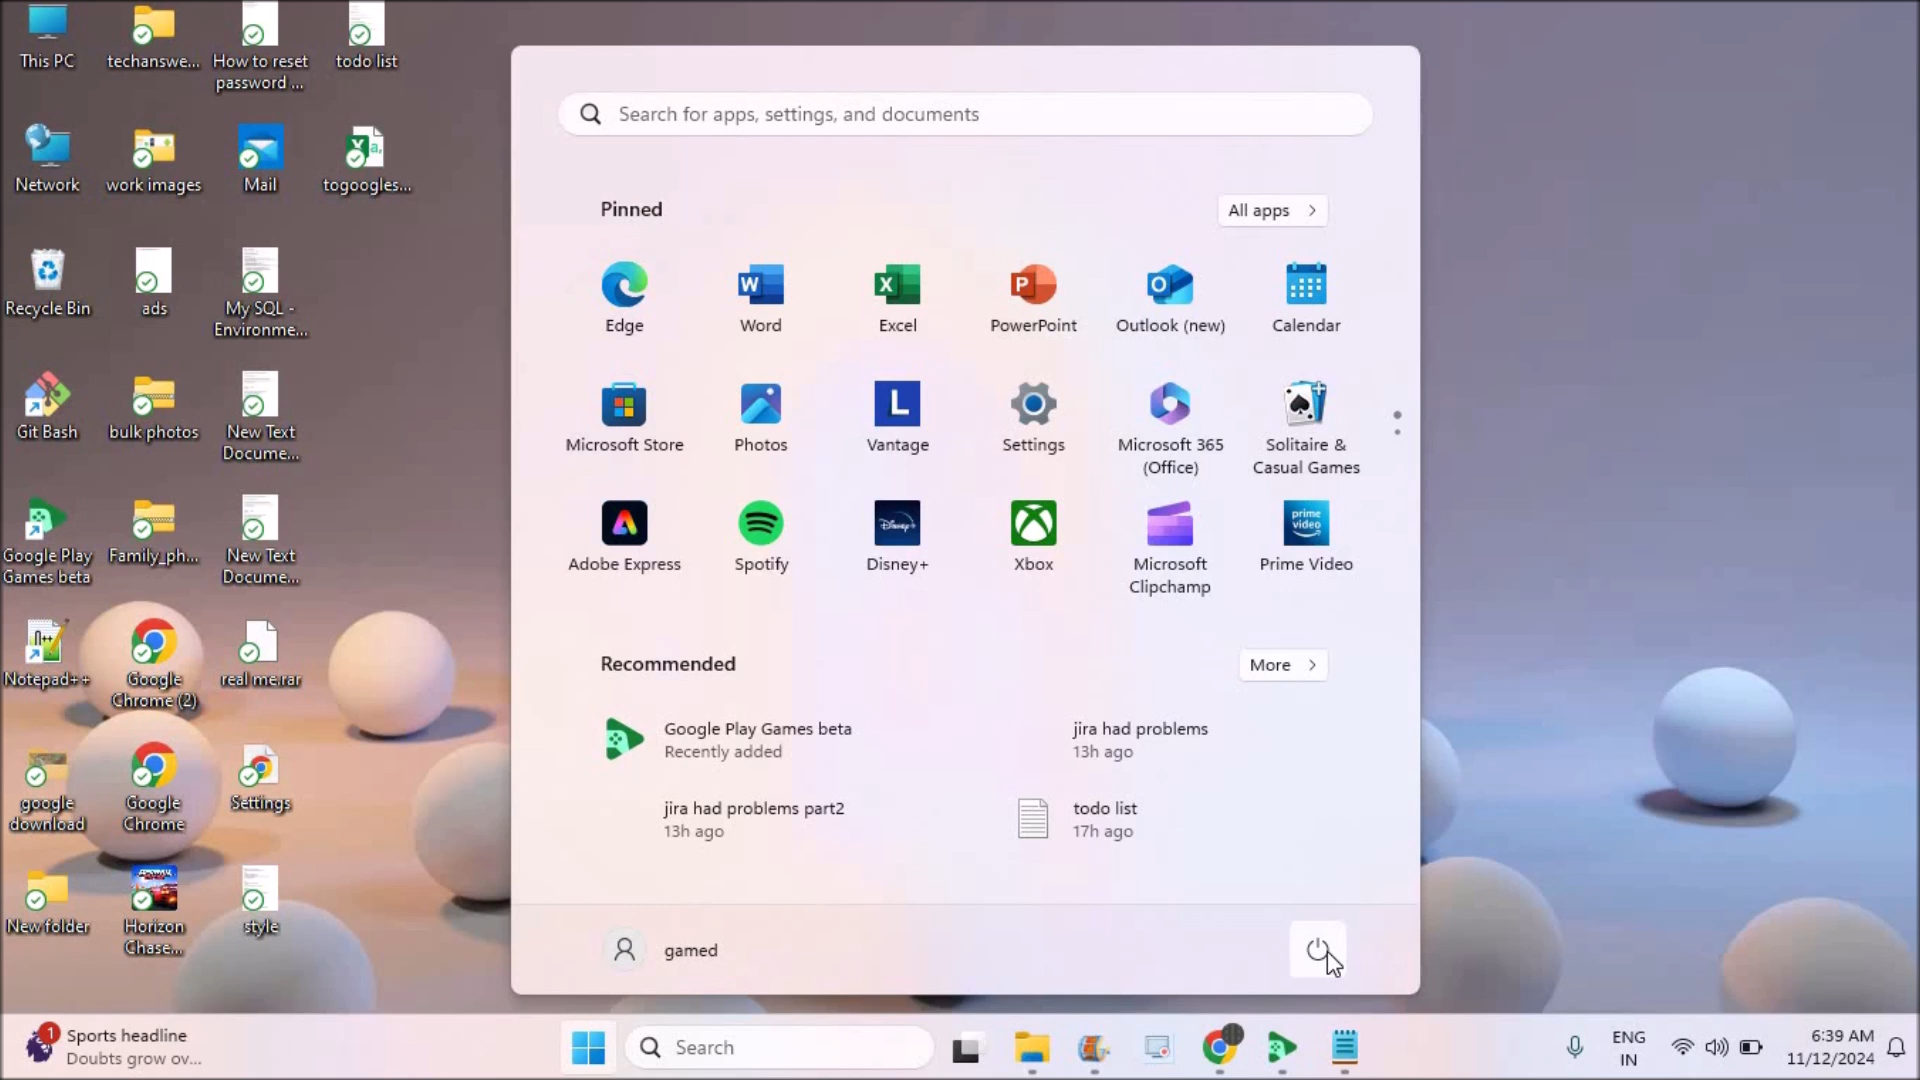 This PC
techanswe...
How to reset
password ...
todo list
Network
work images
Mail
togoogles...
Recycle Bin
ads
My SQL -
Environme...
Git Bash
bulk photos
New Text
Docume...
Google Play
Games beta
Family_ph...
New Text
Docume...
Notepad++
Google
Chrome (2)
real me.rar
google
download
Google
Chrome
Settings
New folder
Horizon
Chase...
style
Search for apps, settings, and documents
Pinned
All apps
Edge
Word
Excel
PowerPoint
Outlook (new)
Calendar
Microsoft Store
Photos
Vantage
Settings
Microsoft 365
(Office)
Solitaire &
Casual Games
Adobe Express
Spotify
Disney+
Xbox
Microsoft
Clipchamp
prime
video
Prime Video
Recommended
More
Google Play Games beta
Recently added
jira had problems
13h ago
jira had problems part2
13h ago
todo list
17h ago
gamed
1
Sports headline
Doubts grow ov...
Search
ENG
IN
6:39 AM
11/12/2024